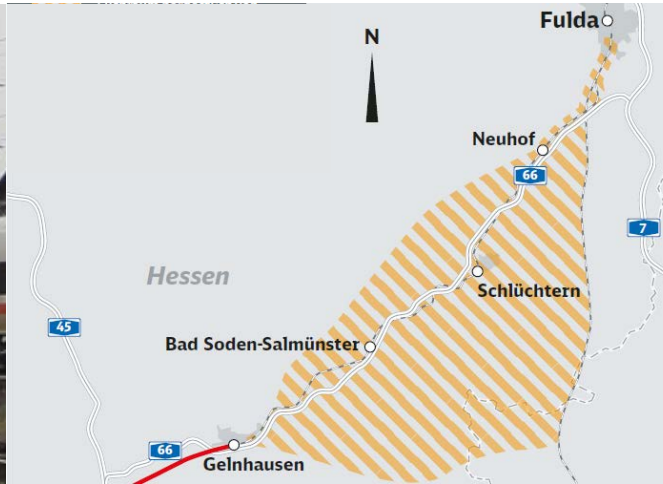 Fulda
N
Neuhof
66
7
Hessen
Schlüchtern
45
Bad Soden-Salmünster
66
Gelnhausen